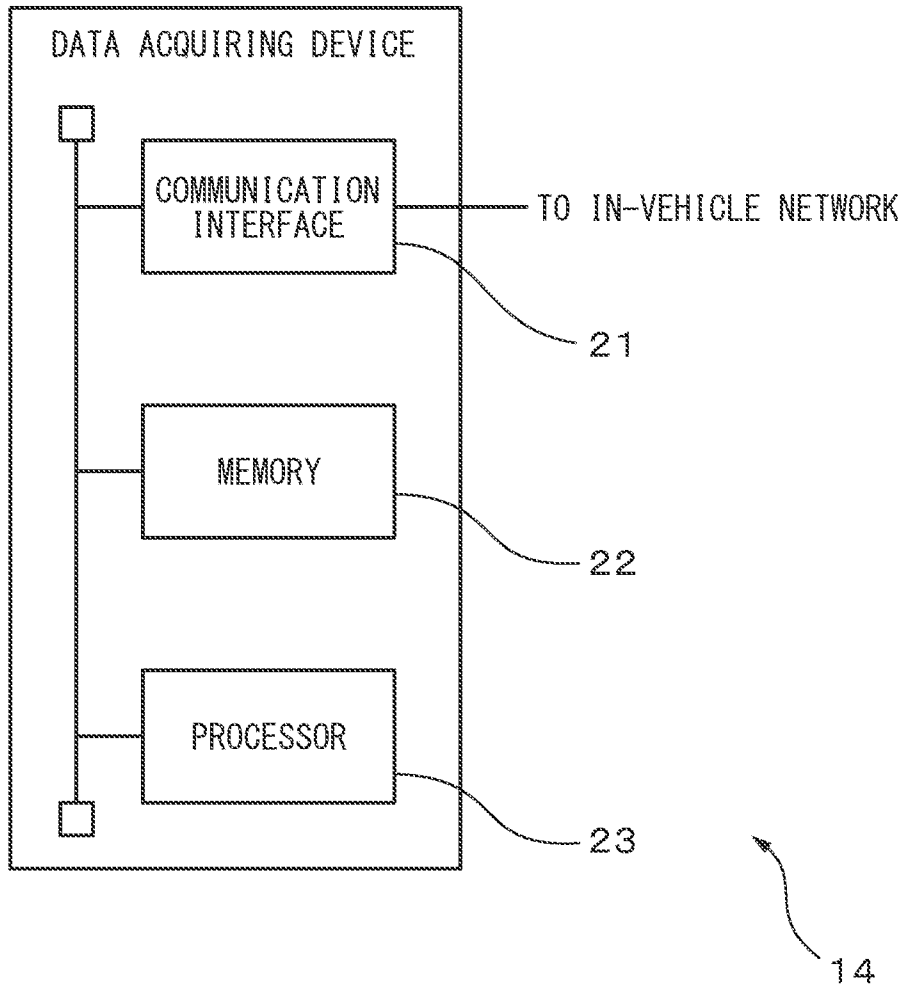 DATA ACQUIRING DEVICE
COMMUNICATION
INTERFACE
TO IN-VEHICLE NETWORK
21
MEMORY
22
PROCESSOR
23
14